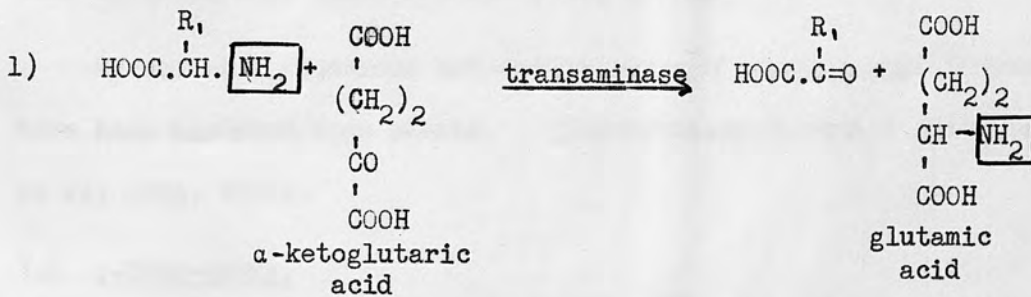 R₁ COOH R₁ COOH
1) HOOC.CH. NH₂ + (CH₂)₂ transaminase HOOC.C=O + (CH₂)₂
CO CH-NH₂
COOH COOH
α-ketoglutaric glutamic
acid acid